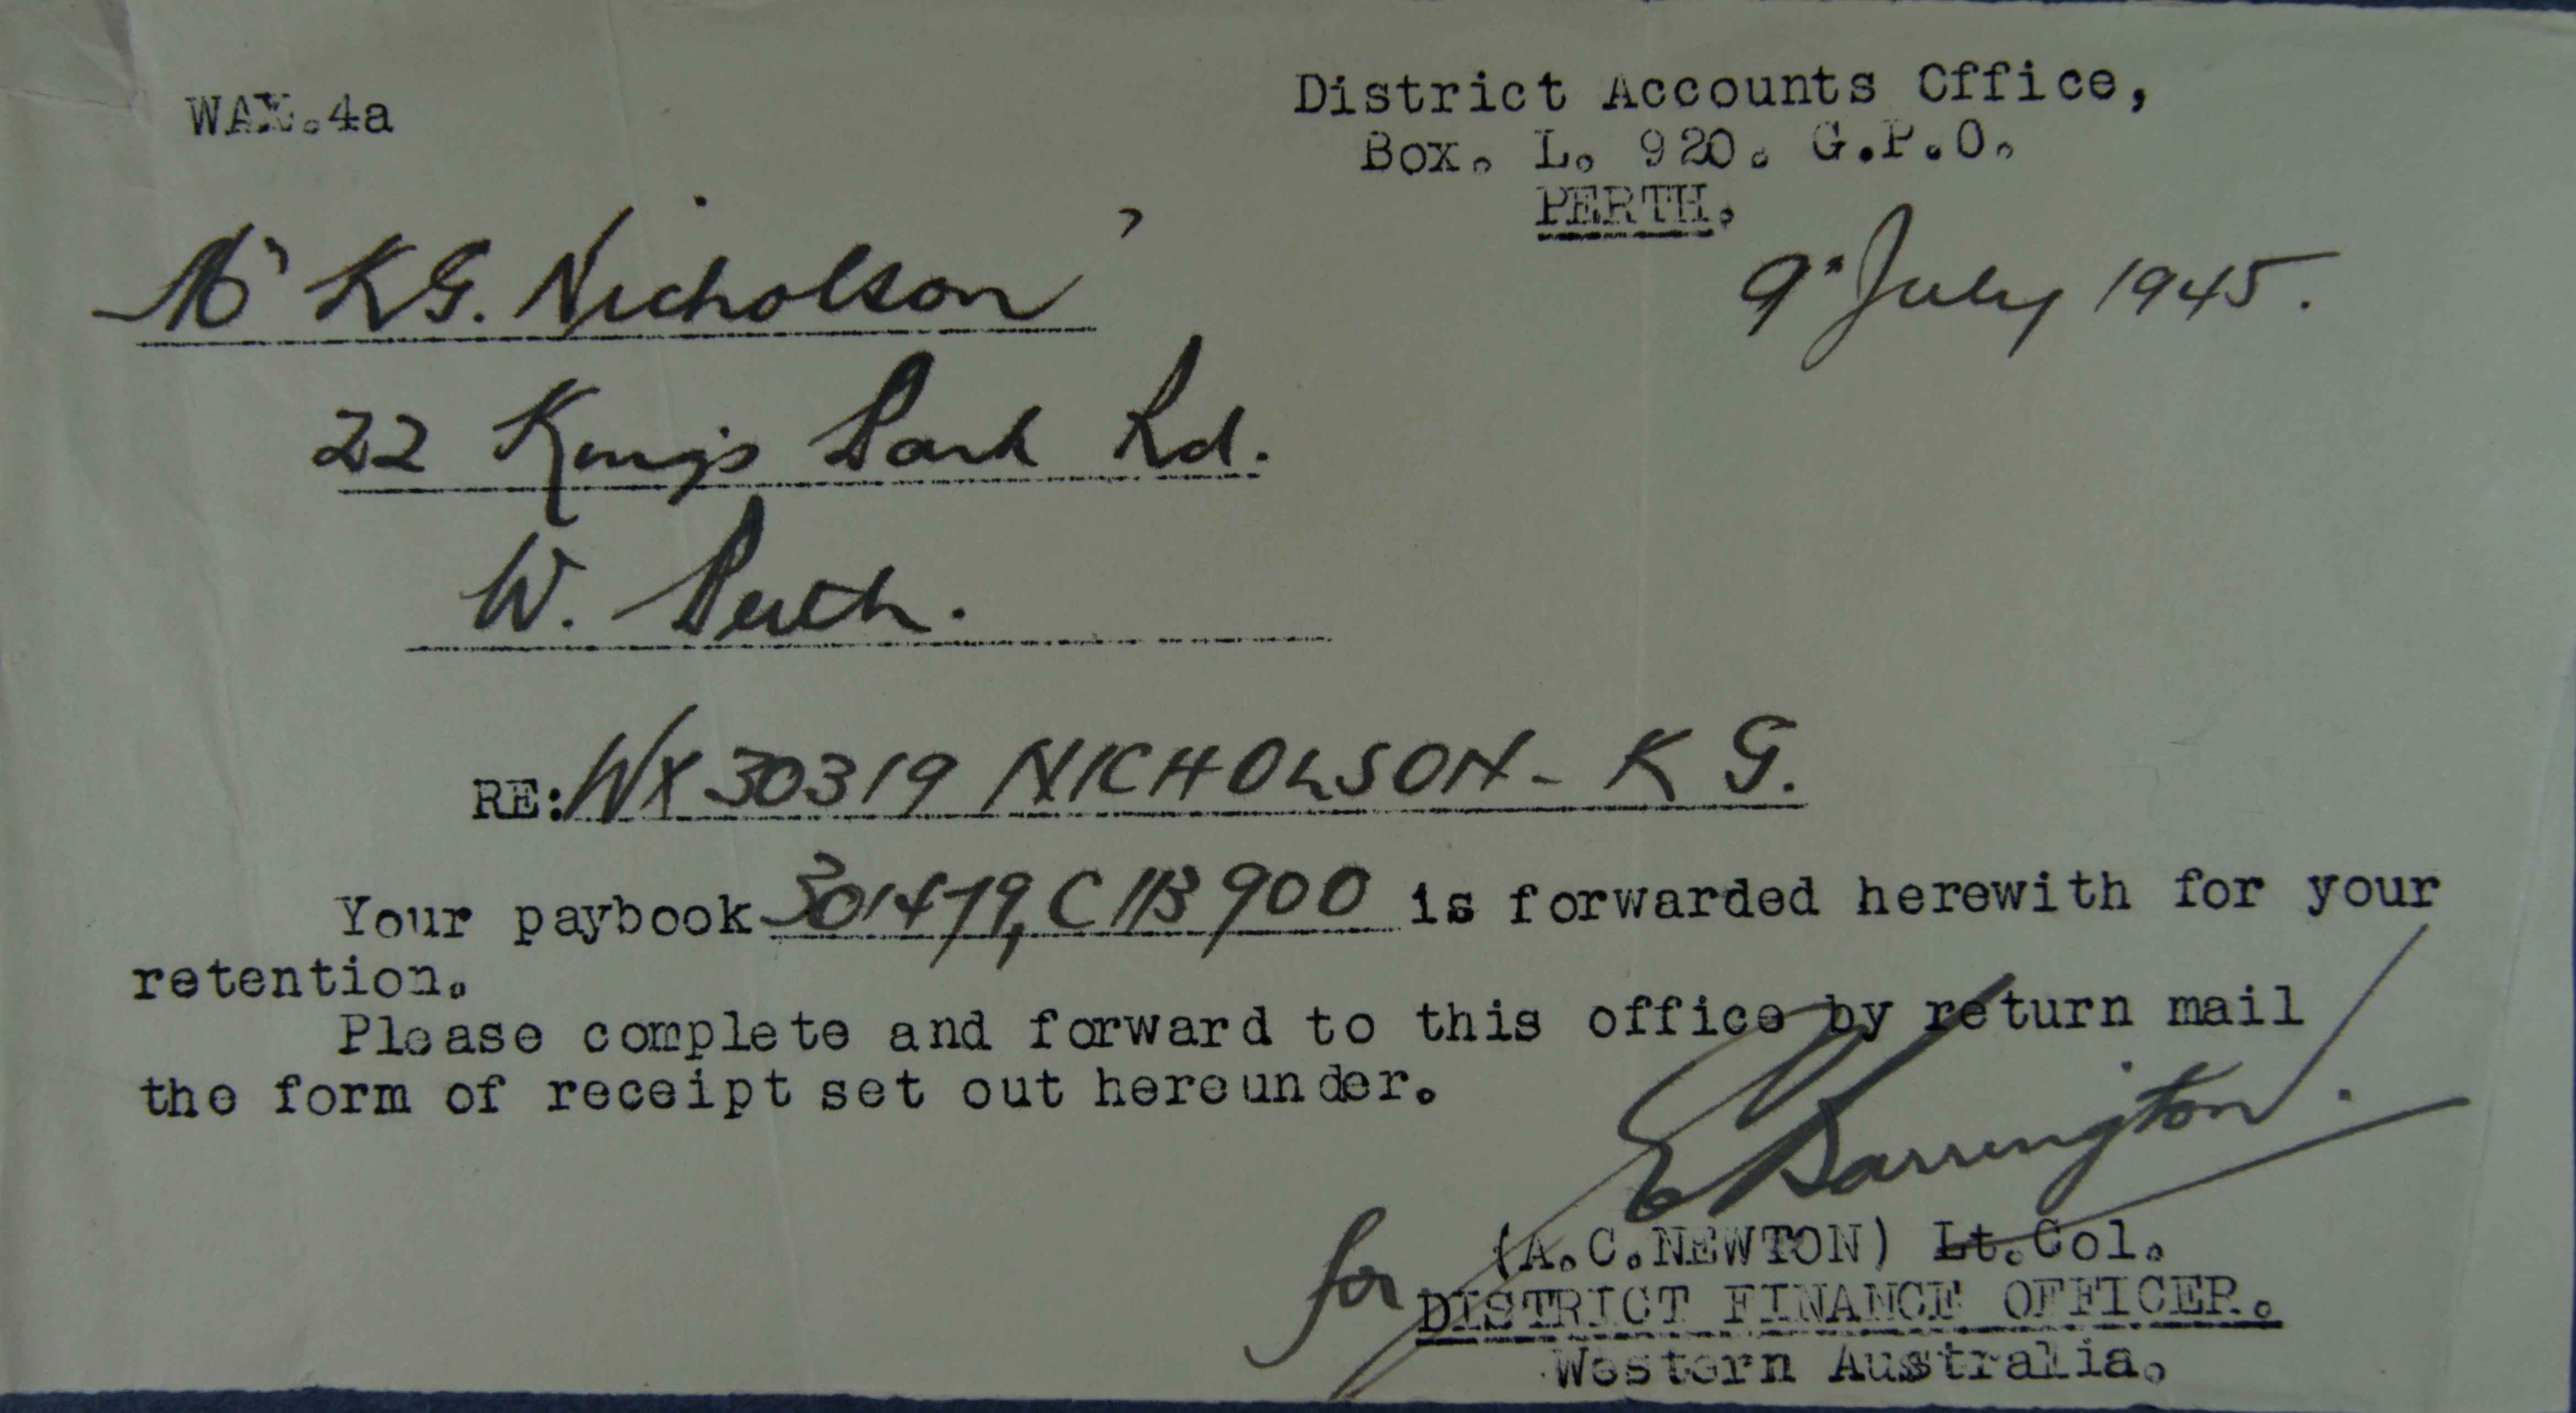 WAX.4a
District Accounts Office,
Box. L. 920. G.P.O.
PERTH.
9 July 1945.
Mr K G. Nicholson
22 Kings Park Rd.
W. Perth.
RE: WX 30319 NICHOLSON - K G.
Your paybook 301479, C 113900 is forwarded herewith for your
retention.
Please complete and forward to this office by return mail
the form of receipt set out hereunder.
Barrington
(A.C.NEWTON) Lt.Col.
for DISTRICT FINANCE OFFICER.
Western Australia.